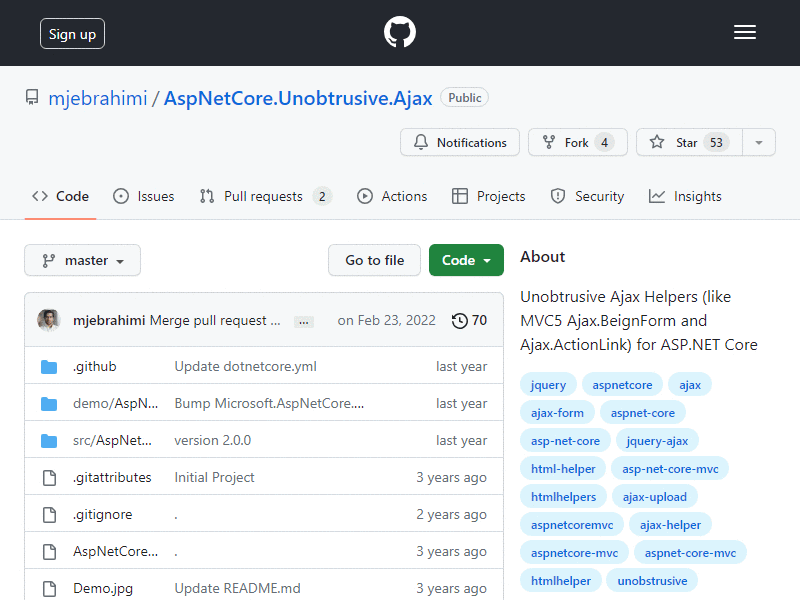 Sign up
mjebrahimi / AspNetCore.Unobtrusive.Ajax Public
Notifications Fork 4 Star 53
Code Issues Pull requests 2 Actions Projects Security Insights
master Go to file Code
mjebrahimi Merge pull request ... ... on Feb 23, 2022 70
.github Update dotnetcore.yml last year
demo/AspN... Bump Microsoft.AspNetCore.... last year
src/AspNet... version 2.0.0 last year
.gitattributes Initial Project 3 years ago
.gitignore . 2 years ago
AspNetCore... . 3 years ago
Demo.jpg Update README.md 3 years ago
About
Unobtrusive Ajax Helpers (like
MVC5 Ajax.BeignForm and
Ajax.ActionLink) for ASP.NET Core
jquery aspnetcore ajax
ajax-form aspnet-core
asp-net-core jquery-ajax
html-helper asp-net-core-mvc
htmlhelpers ajax-upload
aspnetcoremvc ajax-helper
aspnetcore-mvc aspnet-core-mvc
htmlhelper unobstrusive